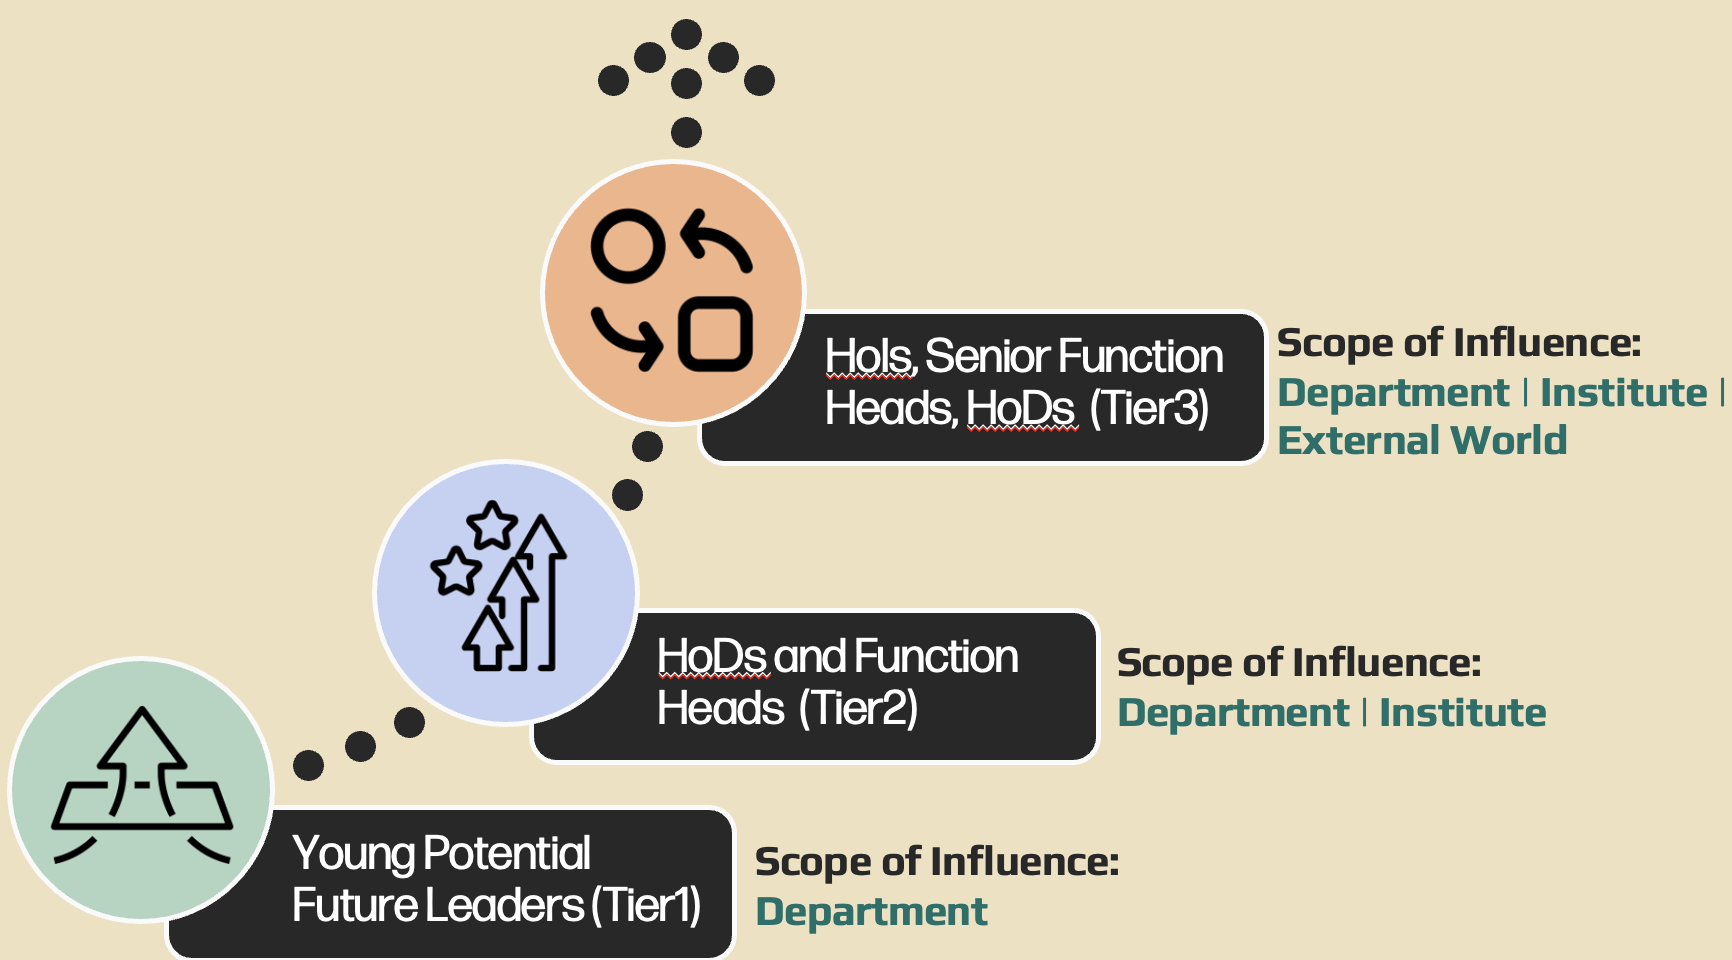 HoIs, Senior Function
Heads, HoDs (Tier3)
Scope of Influence:
Department | Institute |
External World
HoDs and Function
Heads (Tier2)
Scope of Influence:
Department | Institute
Young Potential
Future Leaders (Tier1)
Scope of Influence:
Department